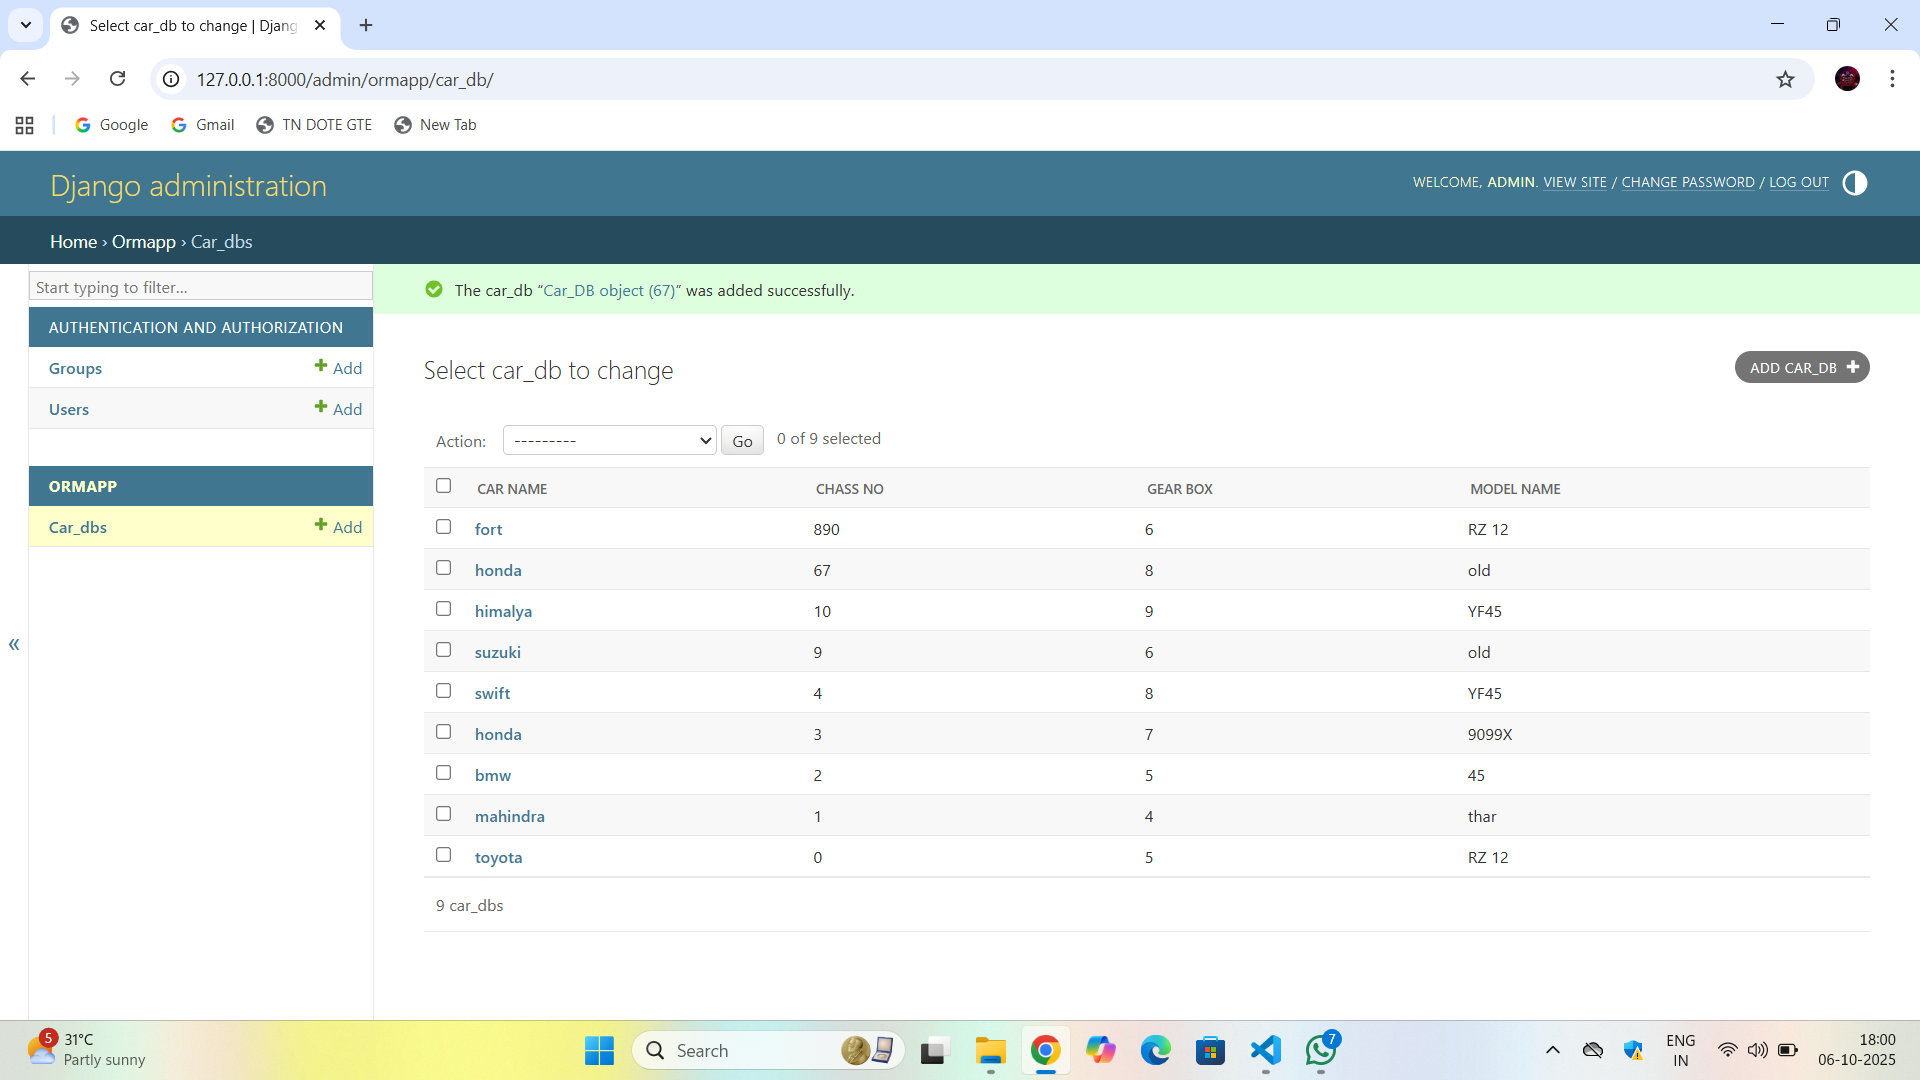 Select car_db to change | Djang
127.0.0.1:8000/admin/ormapp/car_db/
Google
Gmail
TN DOTE GTE
New Tab
Django administration
WELCOME, ADMIN. VIEW SITE / CHANGE PASSWORD / LOG OUT
Home › Ormapp › Car_dbs
Start typing to filter...
AUTHENTICATION AND AUTHORIZATION
Groups + Add
Users + Add
ORMAPP
Car_dbs + Add
«
The car_db “Car_DB object (67)” was added successfully.
Select car_db to change
ADD CAR_DB +
Action: --------- Go 0 of 9 selected
CAR NAME CHASS NO GEAR BOX MODEL NAME
fort 890 6 RZ 12
honda 67 8 old
himalya 10 9 YF45
suzuki 9 6 old
swift 4 8 YF45
honda 3 7 9099X
bmw 2 5 45
mahindra 1 4 thar
toyota 0 5 RZ 12
9 car_dbs
5
31°C
Partly sunny
Search
7
ENG
IN
18:00
06-10-2025